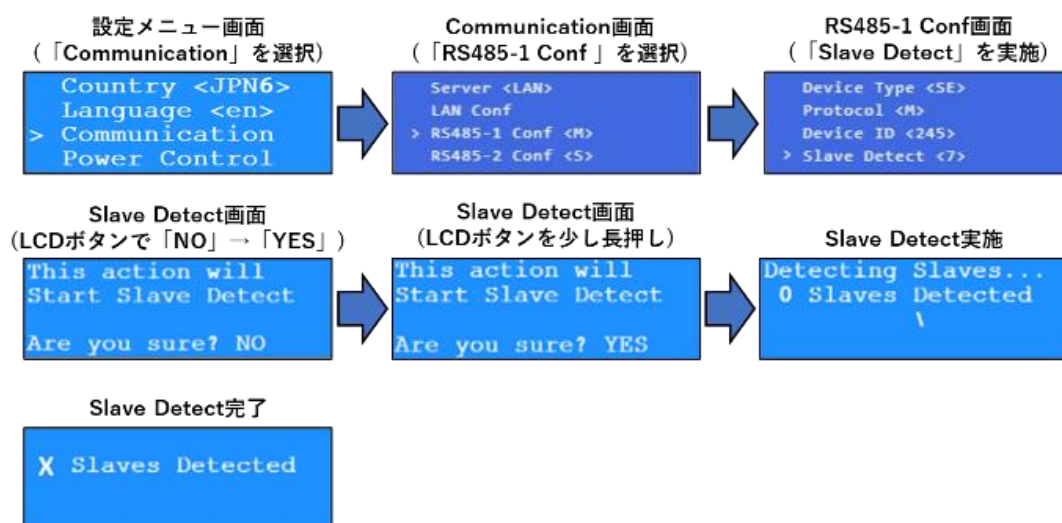 設定メニュー画面
(「Communication」を選択)
Country <JPN6>
Language <en>
> Communication
Power Control
Communication画面
(「RS485-1 Conf 」を選択)
Server <LAN>
LAN Conf
> RS485-1 Conf <M>
RS485-2 Conf <S>
RS485-1 Conf画面
(「Slave Detect」を実施)
Device Type <SE>
Protocol <M>
Device ID <245>
> Slave Detect <7>
Slave Detect画面
(LCDボタンで「NO」→「YES」)
This action will
Start Slave Detect
Are you sure? NO
Slave Detect画面
(LCDボタンを少し長押し)
This action will
Start Slave Detect
Are you sure? YES
Slave Detect実施
Detecting Slaves...
0 Slaves Detected
\
Slave Detect完了
X Slaves Detected